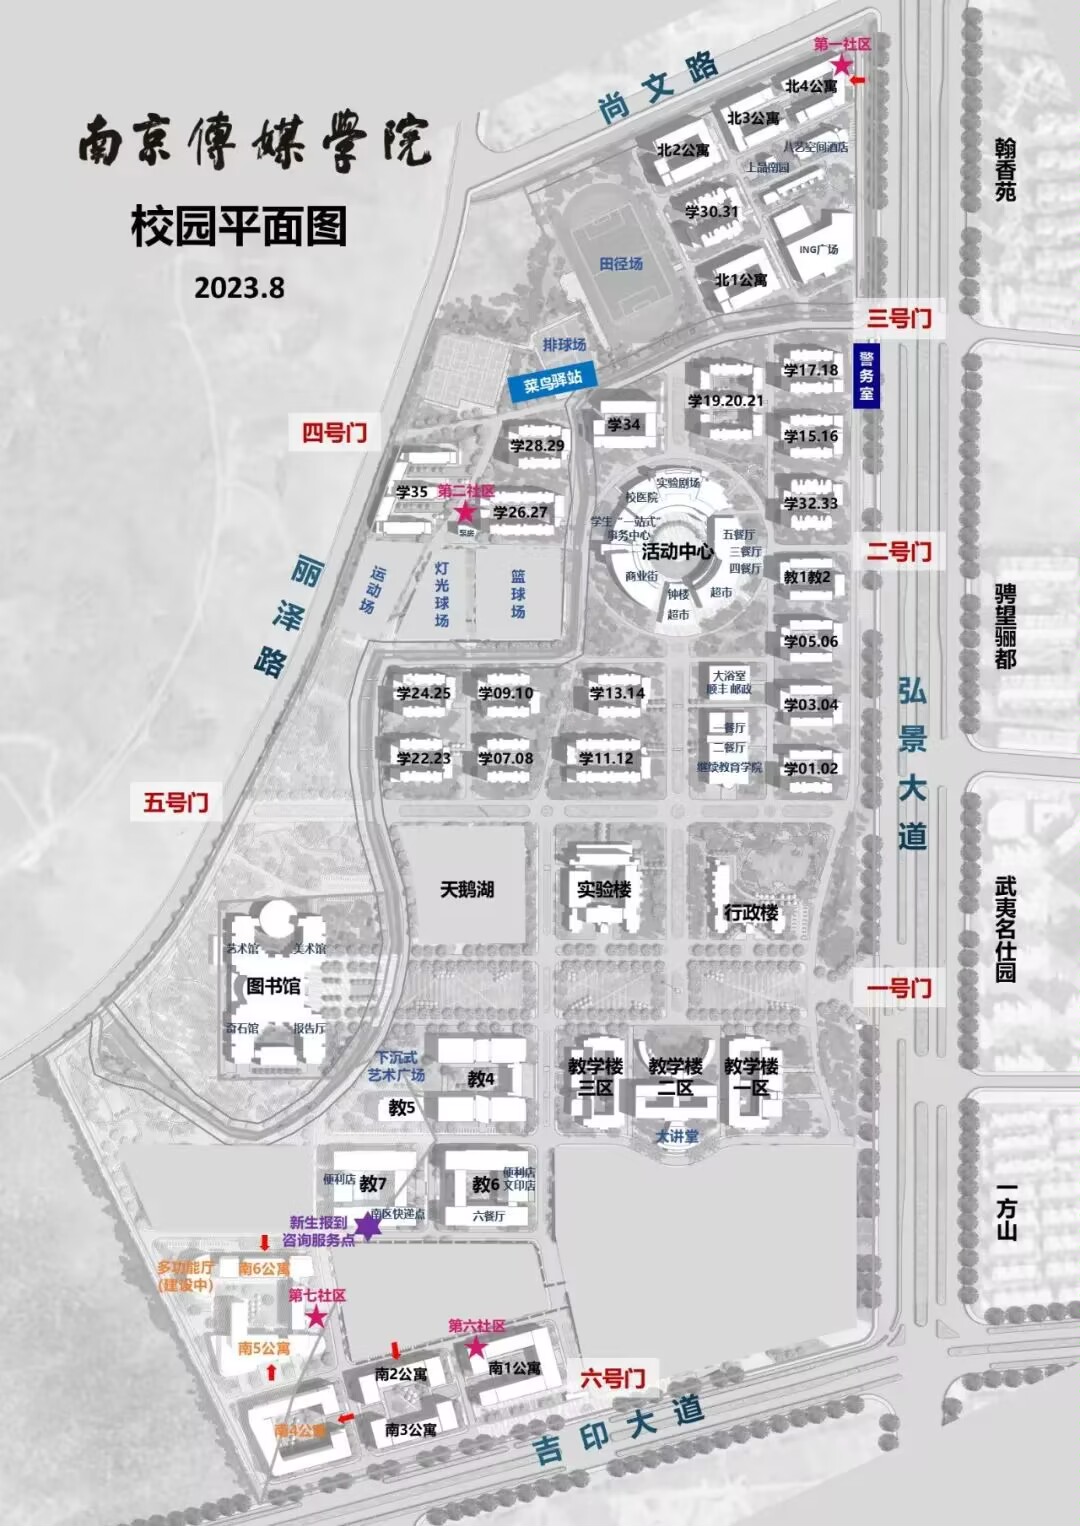 南京傳媒學院
校园平面图
2023.8
尚文路
第一社区
北4公寓
北3公寓
北2公寓
八艺空间酒店
上品南园
学30.31
ING广场
北1公寓
田径场
翰香苑
三号门
警务室
排球场
菜鸟驿站
学17.18
学19.20.21
学34
学15.16
四号门
学28.29
学35
第二社区
学26.27
泵房
学32.33
实验剧场
校医院
学生“一站式”
事务中心
活动中心
五餐厅
三餐厅
四餐厅
商业街
钟楼
超市
超市
二号门
教1教2
丽泽路
运动场
灯光球场
篮球场
骋望骊都
学05.06
学24.25
学09.10
学13.14
大浴室
顺丰 邮政
学03.04
弘景大道
学22.23
学07.08
学11.12
一餐厅
二餐厅
继续教育学院
学01.02
五号门
天鹅湖
实验楼
行政楼
武夷名仕园
艺术馆
美术馆
图书馆
奇石馆
报告厅
一号门
下沉式
艺术广场
教4
教5
教学楼
三区
教学楼
二区
教学楼
一区
大讲堂
便利店
教7
南区快递点
教6
便利店
文印店
六餐厅
一方山
新生报到
咨询服务点
多功能厅
(建设中)
南6公寓
第七社区
南5公寓
第六社区
南1公寓
南2公寓
南3公寓
南4公寓
六号门
吉印大道